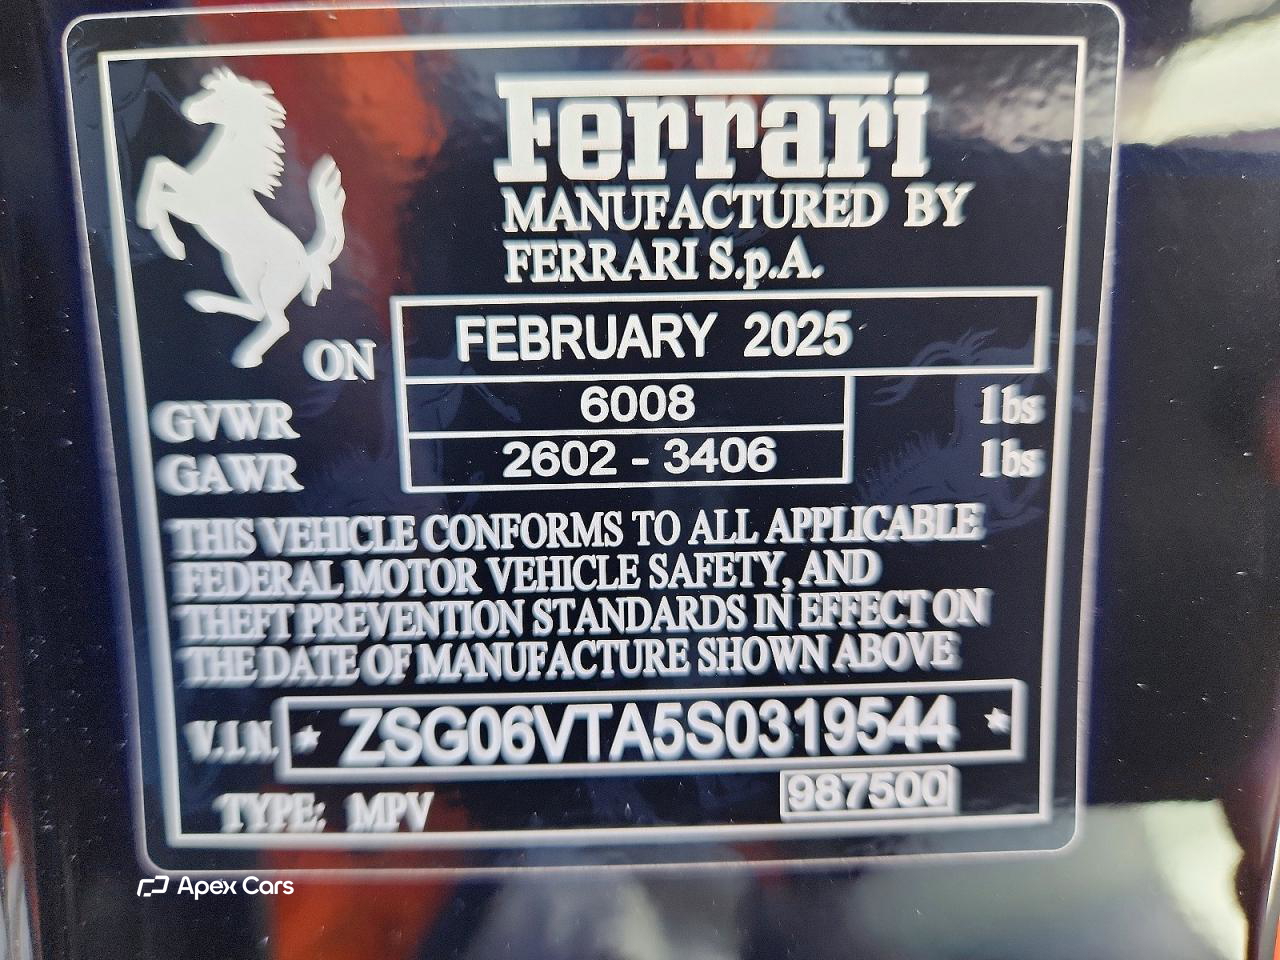 Ferrari
MANUFACTURED BY
FERRARI S.p.A.
ON FEBRUARY 2025
GVWR 6008 lbs
GAWR 2602 - 3406 lbs
THIS VEHICLE CONFORMS TO ALL APPLICABLE
FEDERAL MOTOR VEHICLE SAFETY, AND
THEFT PREVENTION STANDARDS IN EFFECT ON
THE DATE OF MANUFACTURE SHOWN ABOVE
V.I.N. * ZSG06VTA5S0319544 *
987500
TYPE: MPV
Apex Cars